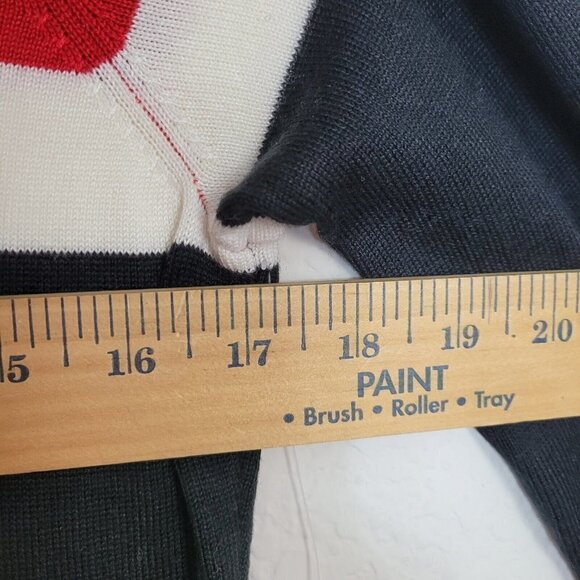 5 16 17 18 19 20
PAINT
• Brush • Roller • Tray